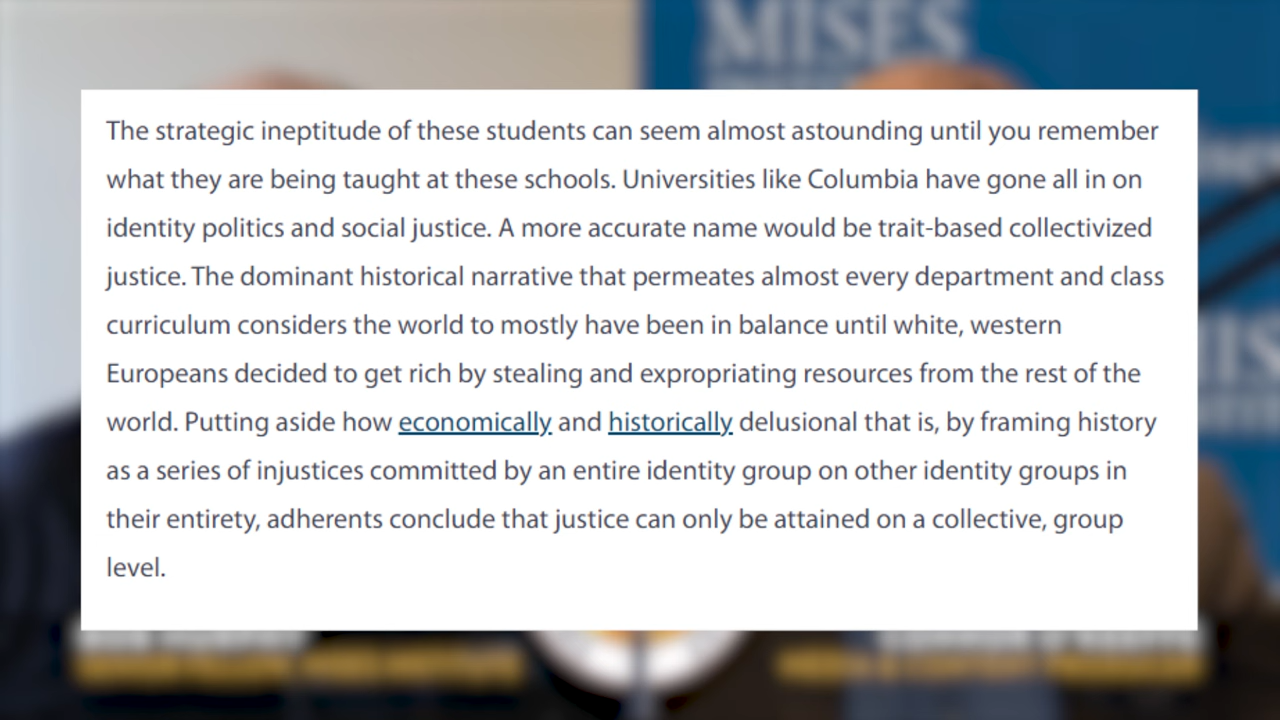 MISES
The strategic ineptitude of these students can seem almost astounding until you remember
what they are being taught at these schools. Universities like Columbia have gone all in on
identity politics and social justice. A more accurate name would be trait-based collectivized
justice. The dominant historical narrative that permeates almost every department and class
curriculum considers the world to mostly have been in balance until white, western
Europeans decided to get rich by stealing and expropriating resources from the rest of the
world. Putting aside how economically and historically delusional that is, by framing history
as a series of injustices committed by an entire identity group on other identity groups in
their entirety, adherents conclude that justice can only be attained on a collective, group
level.